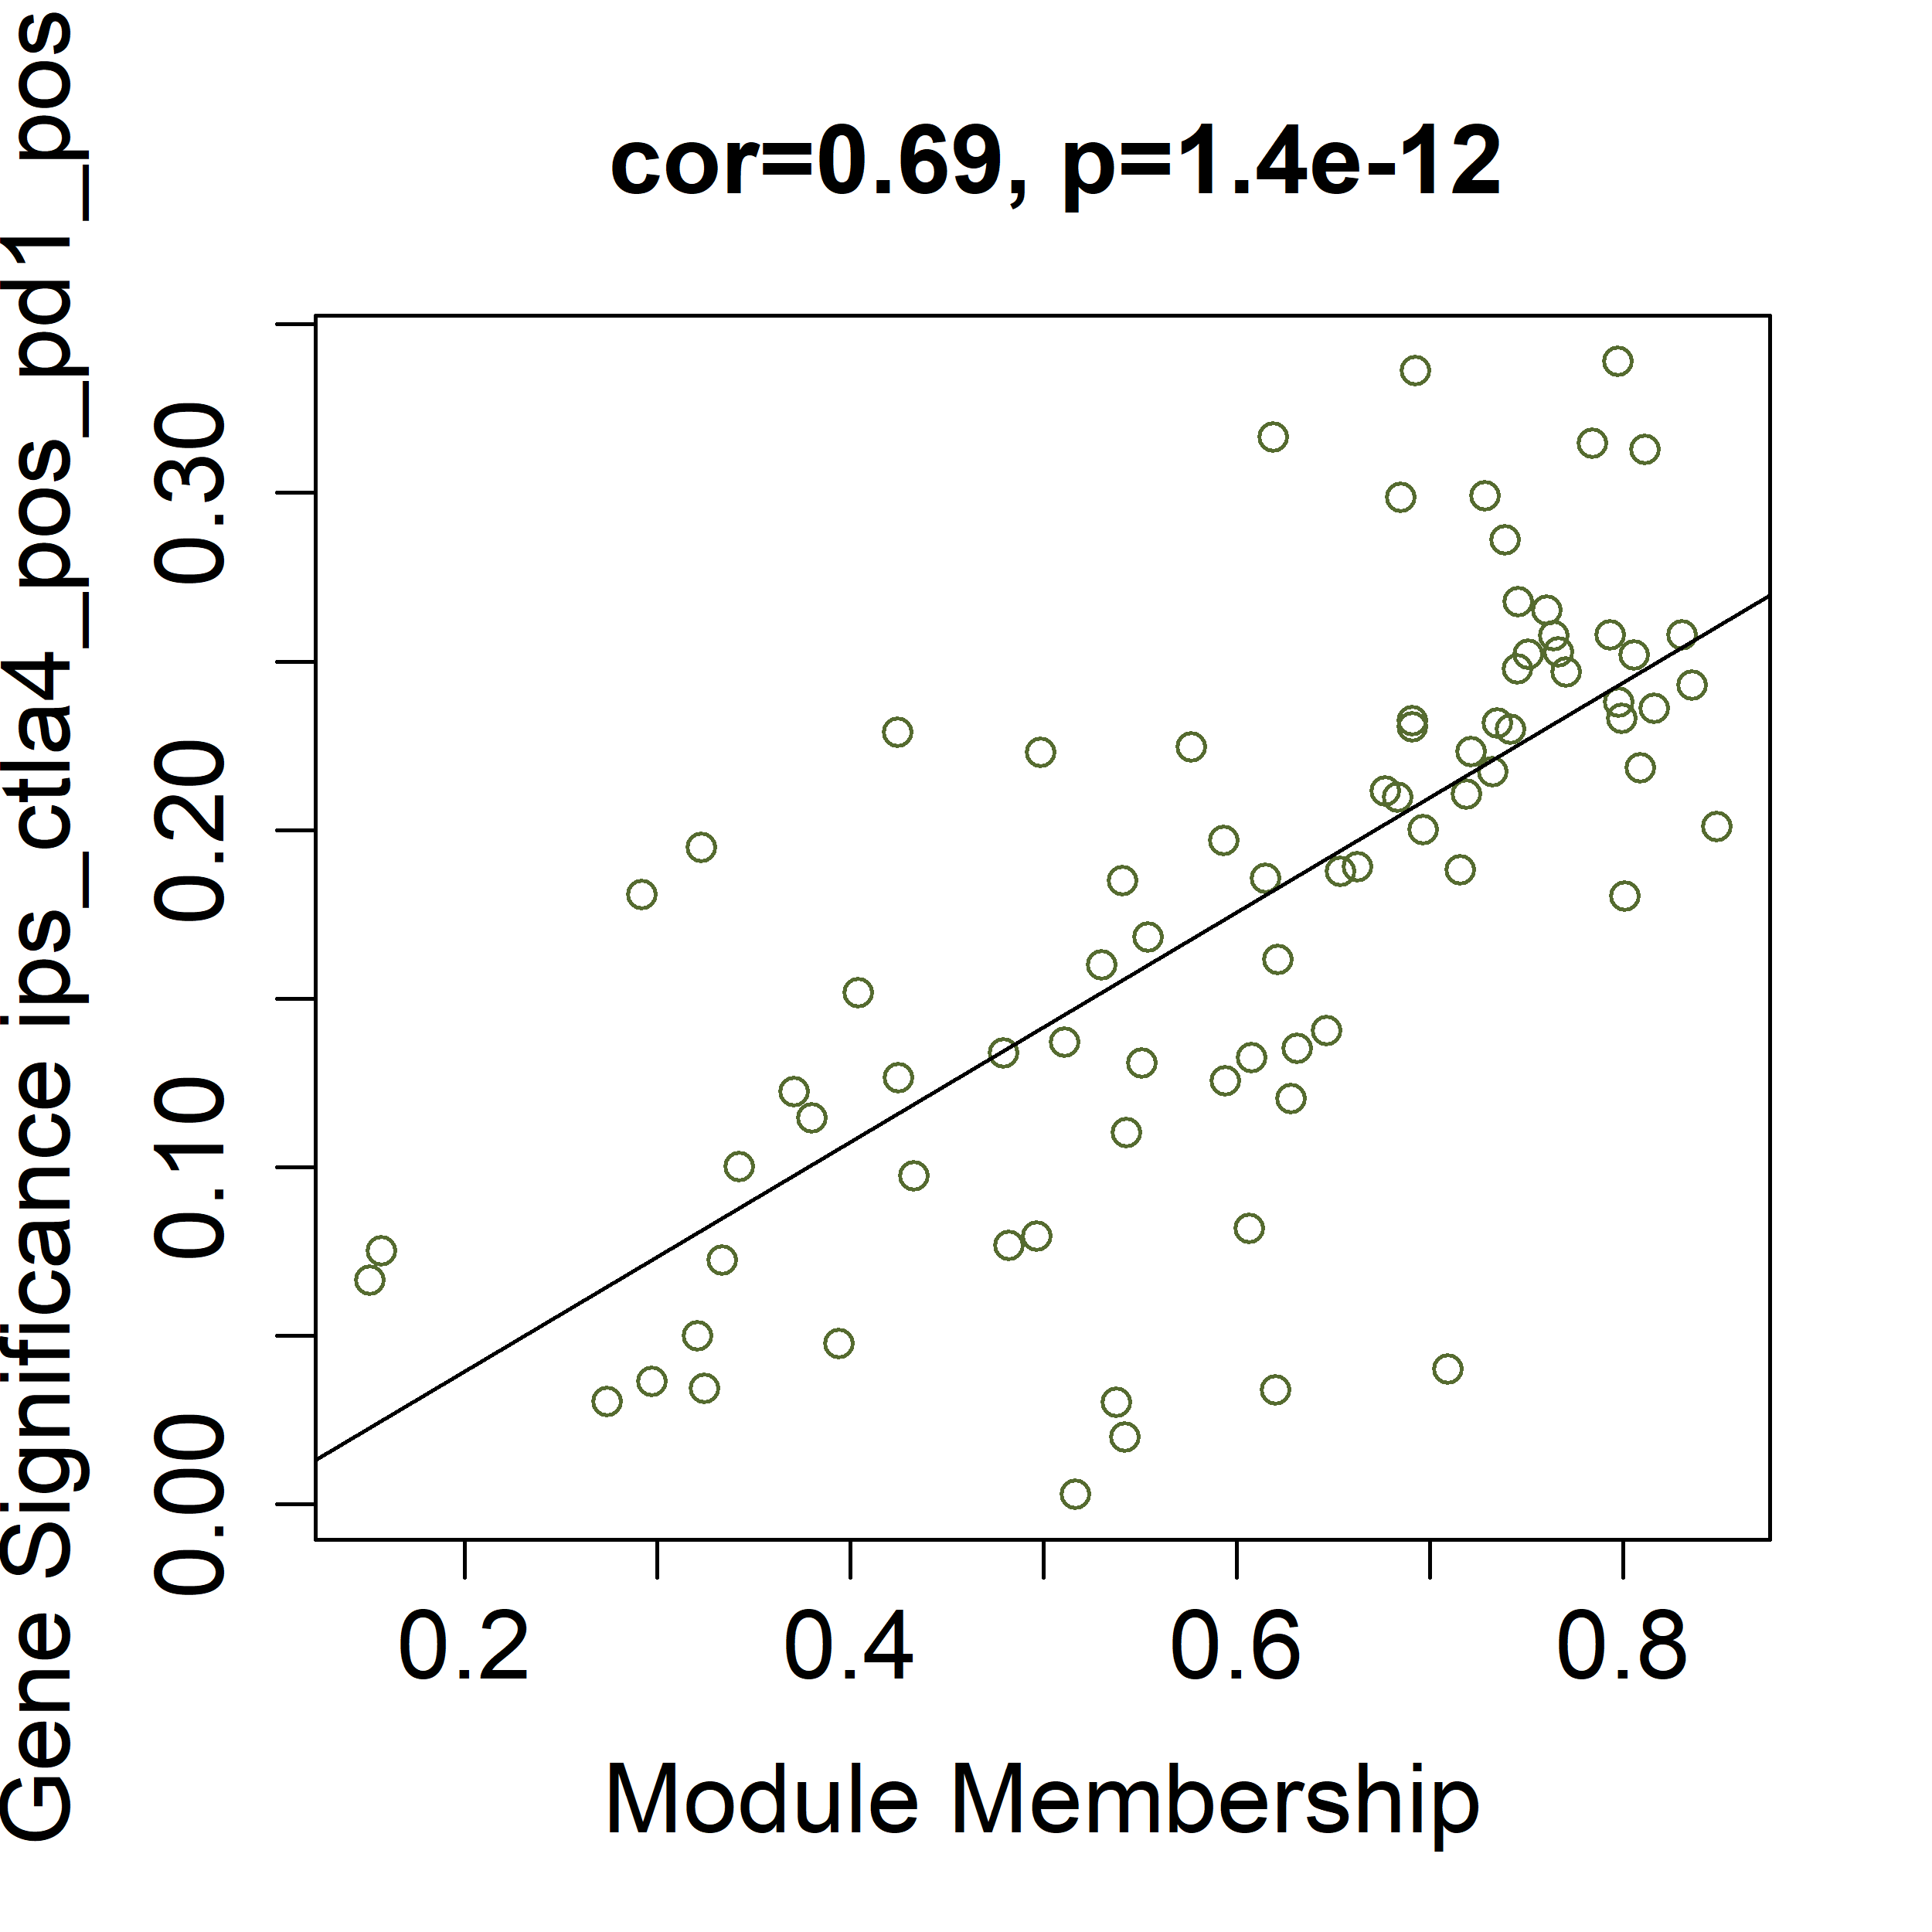 cor=0.69, p=1.4e-12
Gene Significance ips_ctla4_pos_pd1_pos
0.30
0.20
0.10
0.00
0.2 0.4 0.6 0.8
Module Membership